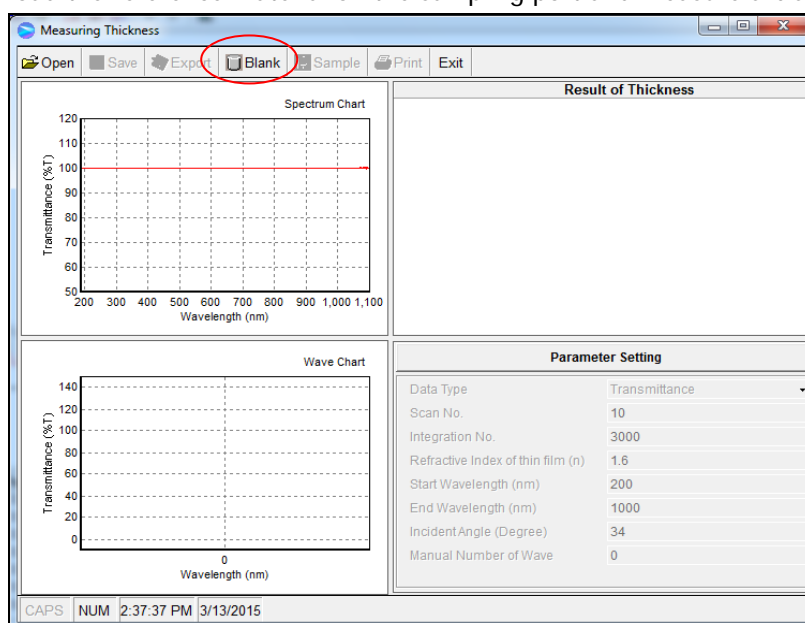 Measuring Thickness
Open Save Export Blank Sample Print Exit
Spectrum Chart
120
110
100
90
80
70
60
50
Transmittance (%T)
200 300 400 500 600 700 800 900 1,000 1,100
Wavelength (nm)
Result of Thickness
Wave Chart
140
120
100
80
60
40
20
0
Transmittance (%T)
0
Wavelength (nm)
Parameter Setting
Data Type Transmittance
Scan No. 10
Integration No. 3000
Refractive Index of thin film (n) 1.6
Start Wavelength (nm) 200
End Wavelength (nm) 1000
Incident Angle (Degree) 34
Manual Number of Wave 0
CAPS NUM 2:37:37 PM 3/13/2015